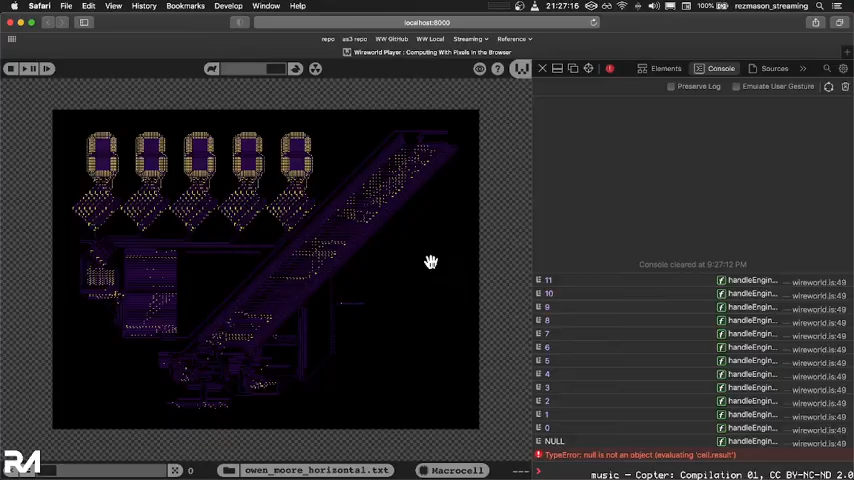 Safari File Edit View History Bookmarks Develop Window Help 100% 21:27:16 rezmason_streaming
localhost:8000
repo as3 repo WW GitHub WW Local Streaming Reference
Wireworld Player : Computing With Pixels in the Browser
Elements Console Sources
Preserve Log Emulate User Gesture
Console cleared at 9:27:12 PM
11 handleEngin... wireworld.js:49
10 handleEngin... wireworld.js:49
9 handleEngin... wireworld.js:49
8 handleEngin... wireworld.js:49
7 handleEngin... wireworld.js:49
6 handleEngin... wireworld.js:49
5 handleEngin... wireworld.js:49
4 handleEngin... wireworld.js:49
3 handleEngin... wireworld.js:49
2 handleEngin... wireworld.js:49
1 handleEngin... wireworld.js:49
0 handleEngin... wireworld.js:49
NULL handleEngin... wireworld.js:49
TypeError: null is not an object (evaluating 'cell.result')
RM 0 owen_moore_horizontal.txt Macrocell ---
music – Copter: Compilation 01, CC BY-NC-ND 2.0